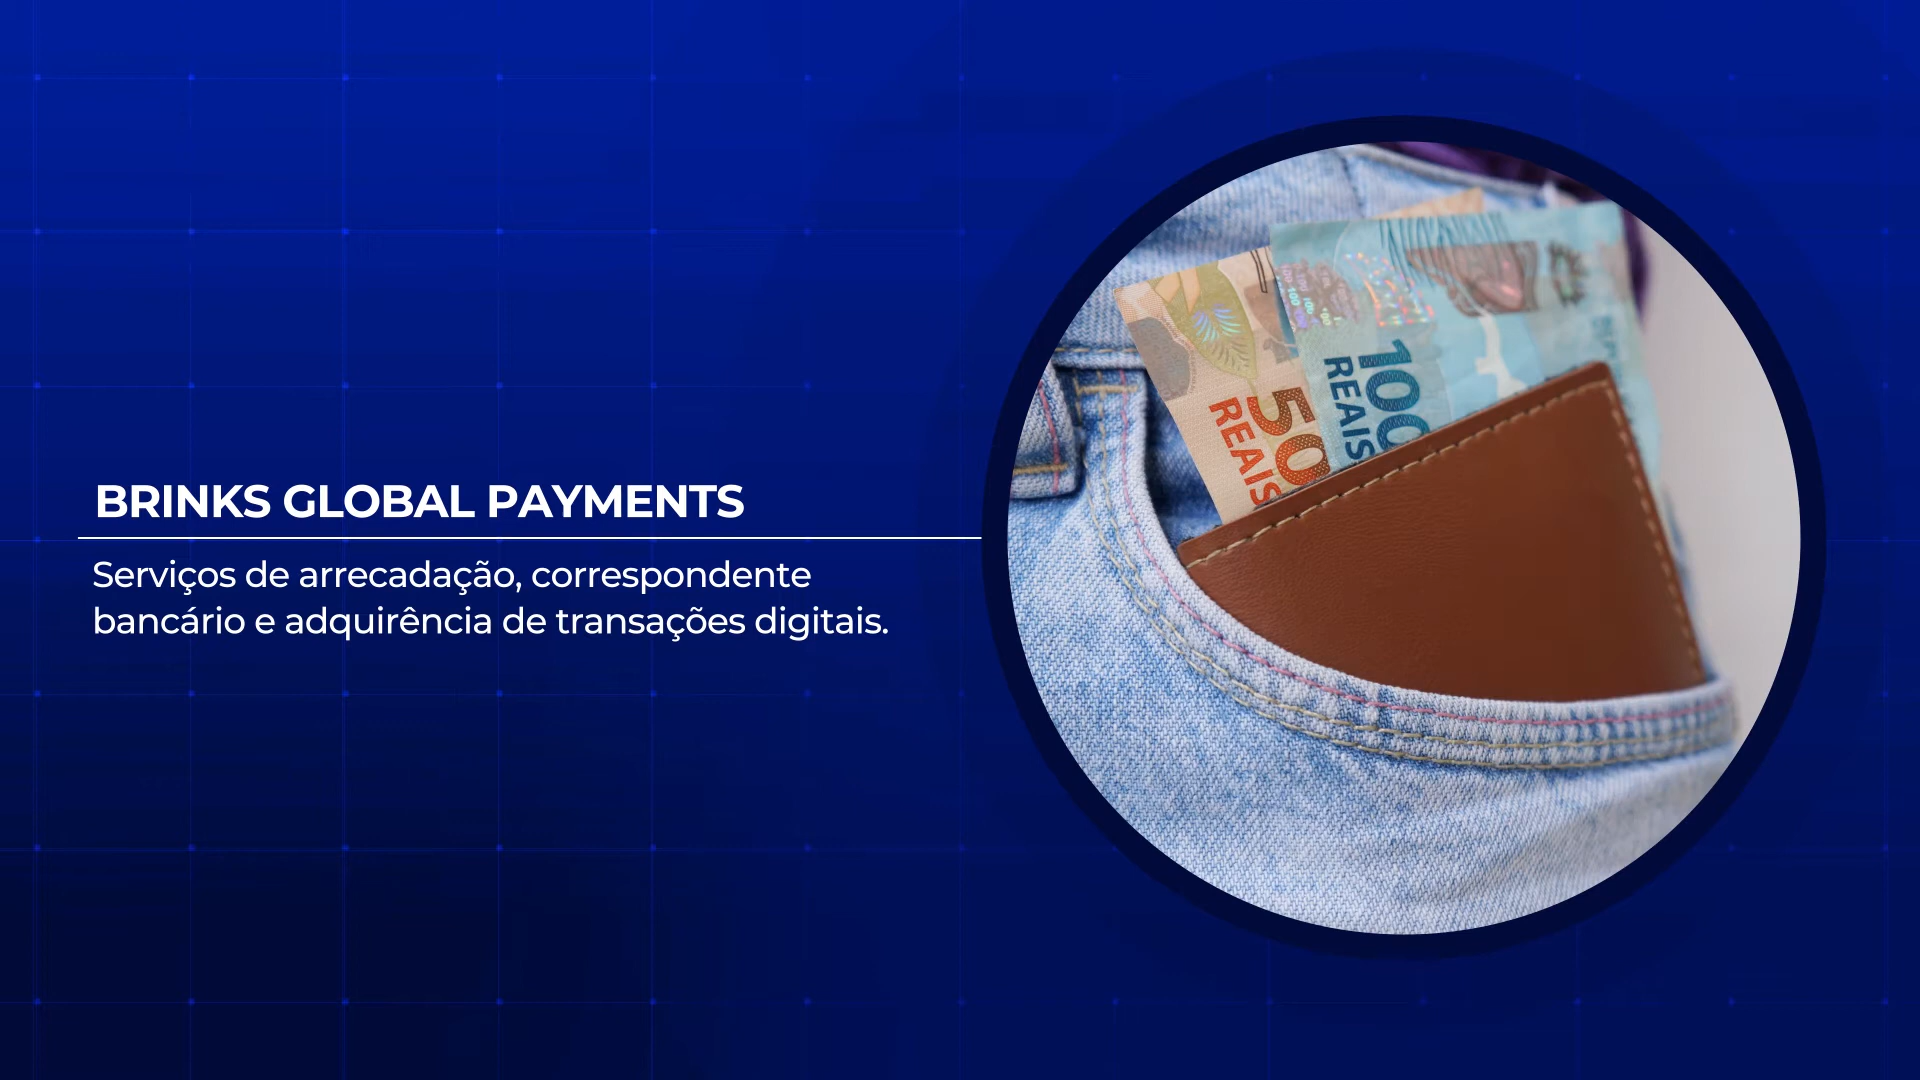 BRINKS GLOBAL PAYMENTS
Serviços de arrecadação, correspondente
bancário e adquirência de transações digitais.
50
REAIS
100
REAIS